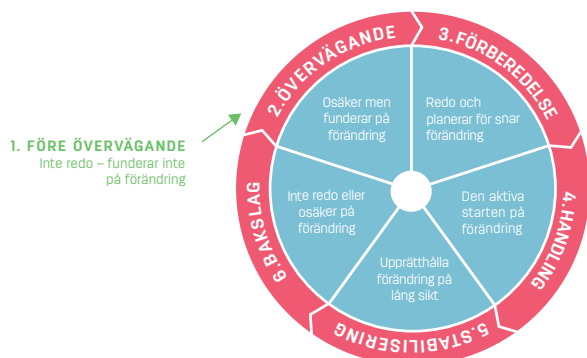 1. FÖRE ÖVERVÄGANDE
Inte redo – funderar inte
på förändring
2.ÖVERVÄGANDE
Osäker men
funderar på
förändring
3.FÖRBEREDELSE
Redo och
planerar för snar
förändring
4.HANDLING
Den aktiva
starten på
förändring
5.STABILISERING
Upprätthålla
förändring på
lång sikt
6.BAKSLAG
Inte redo eller
osäker på
förändring